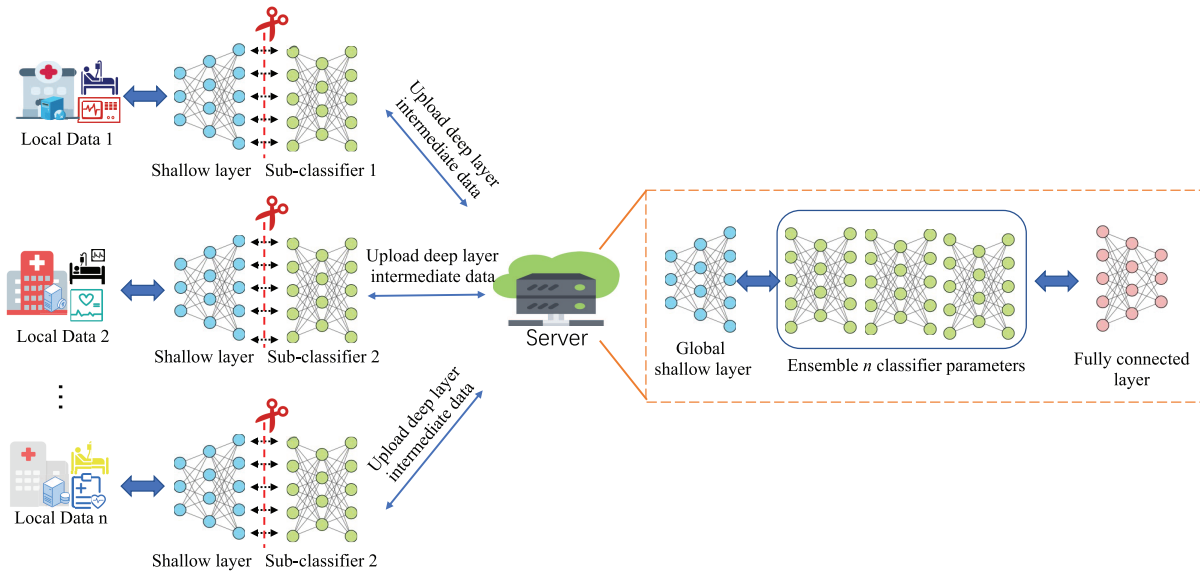 Local Data 1
Shallow layer
Sub-classifier 1
Upload deep layer
intermediate data
Local Data 2
Shallow layer
Sub-classifier 2
Upload deep layer
intermediate data
Server
Global
shallow layer
Ensemble n classifier parameters
Fully connected
layer
⋮
Local Data n
Shallow layer
Sub-classifier 2
Upload deep layer
intermediate data